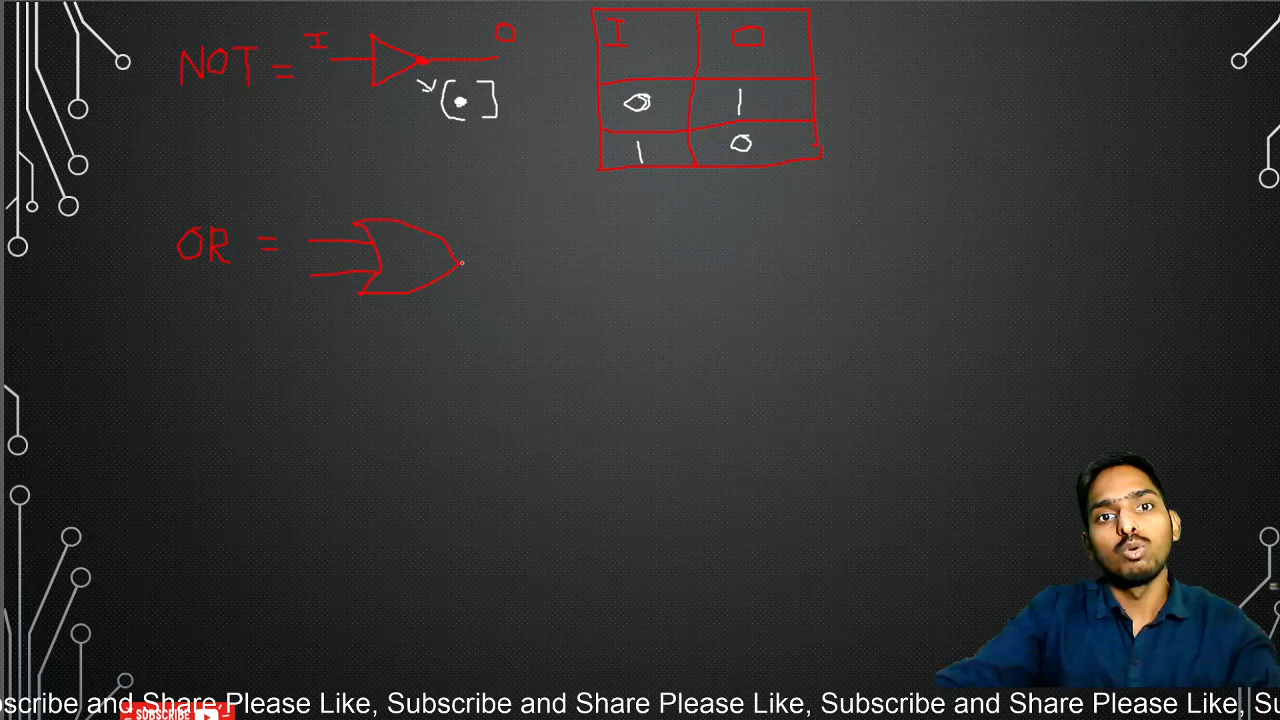 NOT = I O
[•]
I O
0 1
1 0
OR =
bscribe and Share Please Like, Subscribe and Share Please Like, Subscribe and Share Please Like, Su
SUBSCRIBE